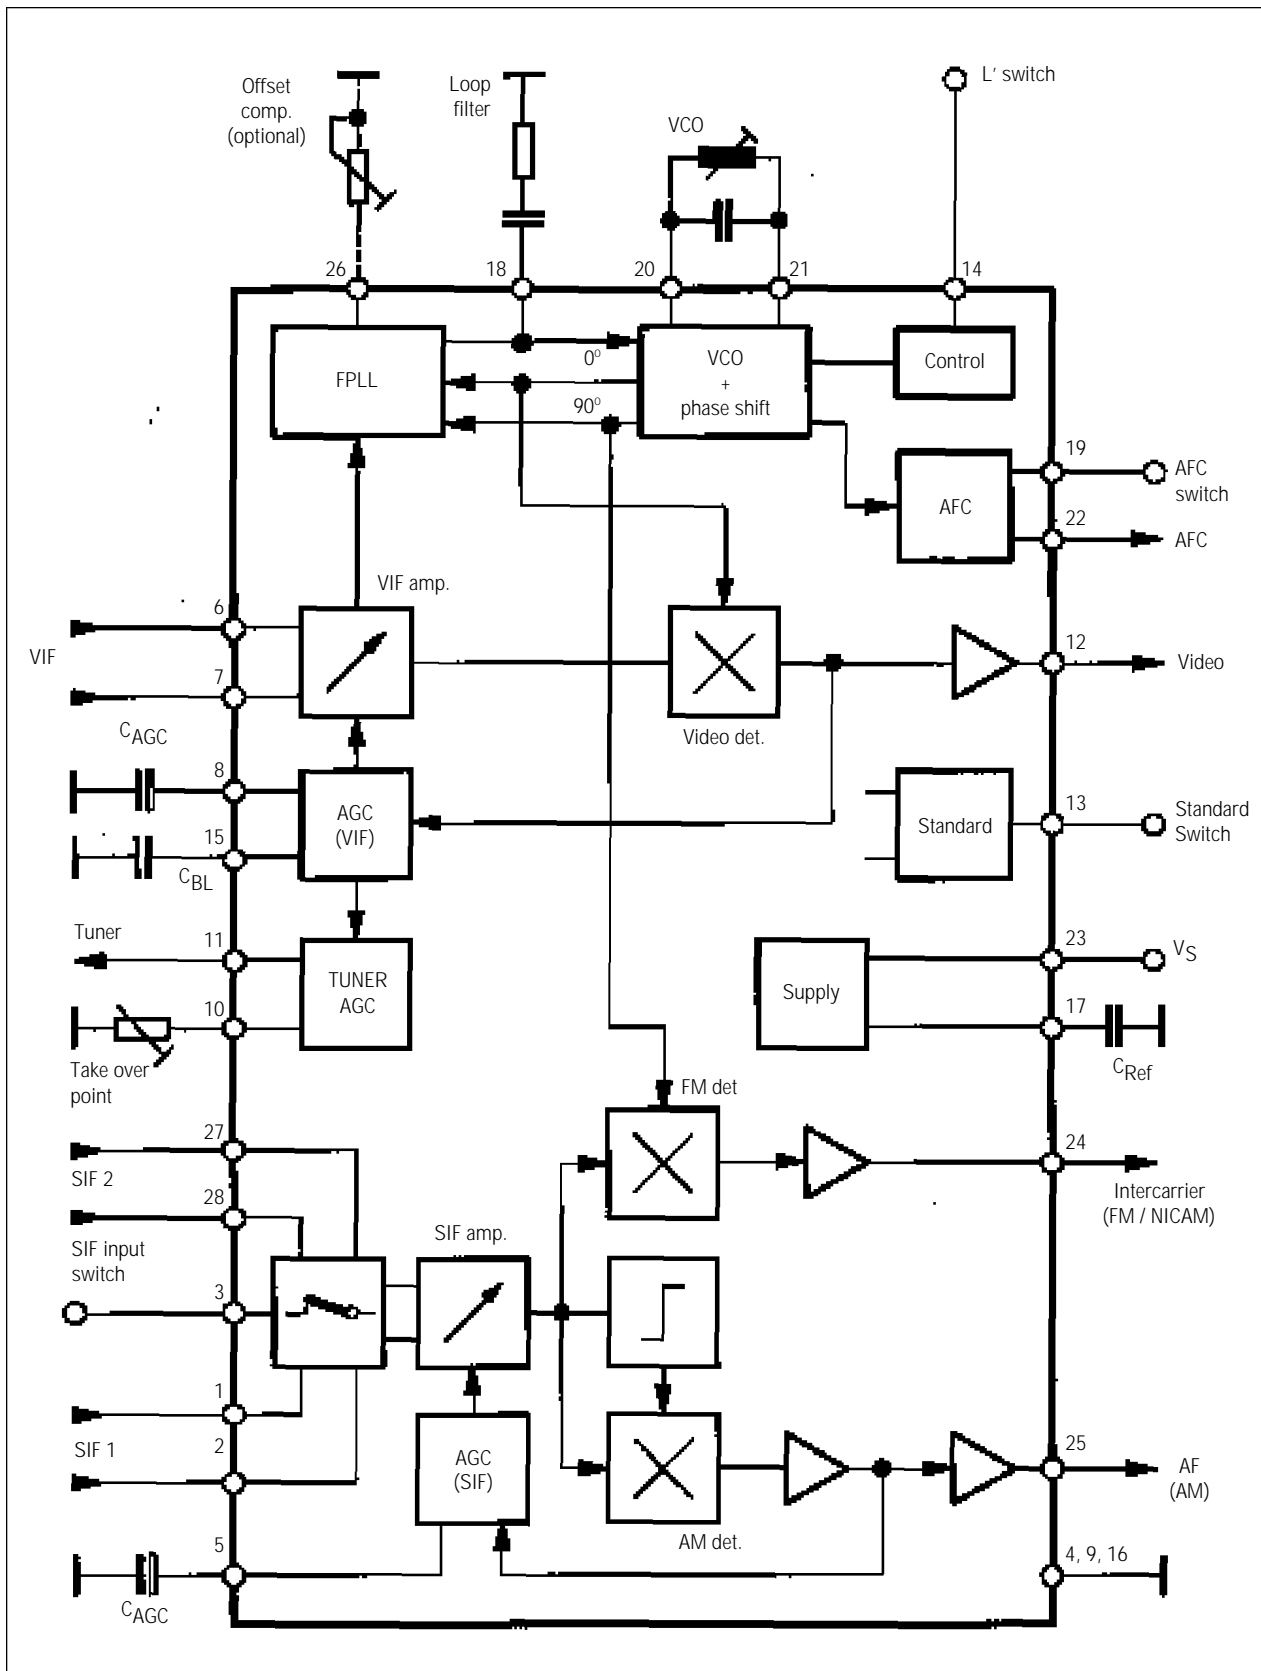 Offset
comp.
(optional)
Loop
filter
VCO
L' switch
26
18
20
21
14
FPLL
0°
90°
VCO
+
phase shift
Control
19
AFC
switch
AFC
22
AFC
VIF amp.
6
VIF
7
12
Video
Video det.
C AGC
8
AGC
(VIF)
15
C BL
13
Standard
Standard
Switch
Tuner
11
TUNER
AGC
10
Take over
point
23
VS
Supply
17
C Ref
FM det
27
SIF 2
28
SIF input
switch
3
SIF amp.
24
Intercarrier
(FM / NICAM)
1
SIF 1
2
AGC
(SIF)
AM det.
25
AF
(AM)
5
C AGC
4, 9, 16